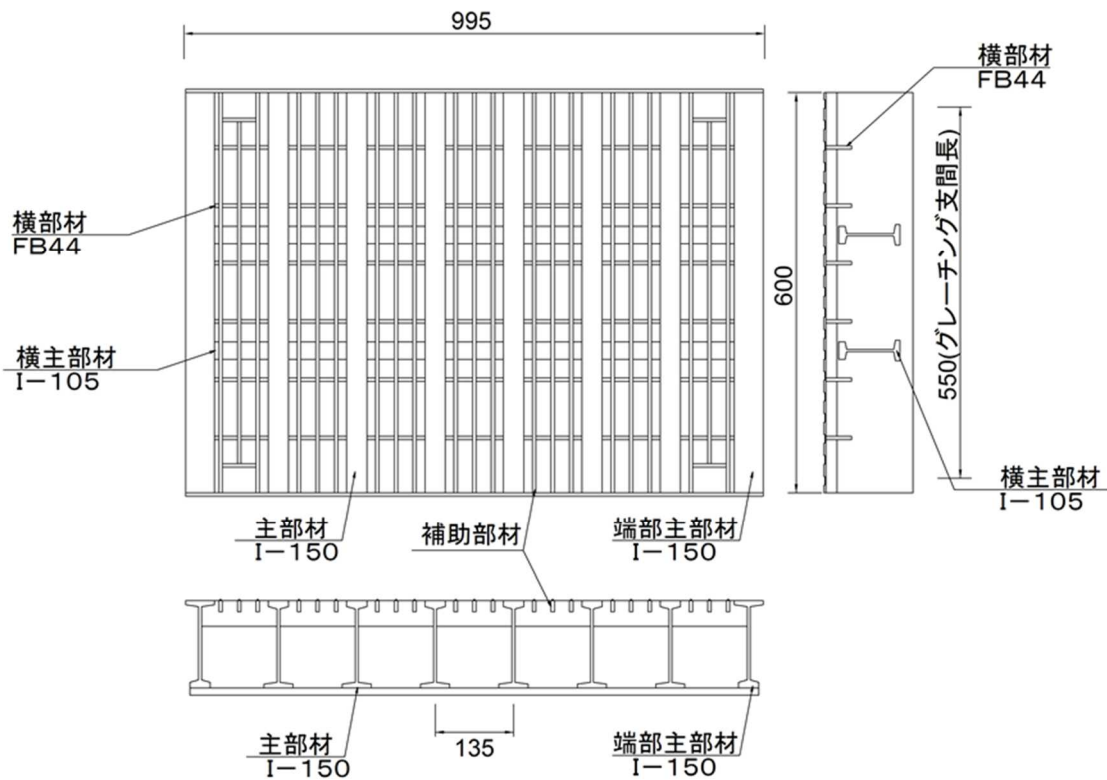 995
横部材
FB44
横部材
FB44
横主部材
I-105
600
550(グレーチング支間長)
横主部材
I-105
主部材
I-150
補助部材
端部主部材
I-150
主部材
I-150
135
端部主部材
I-150